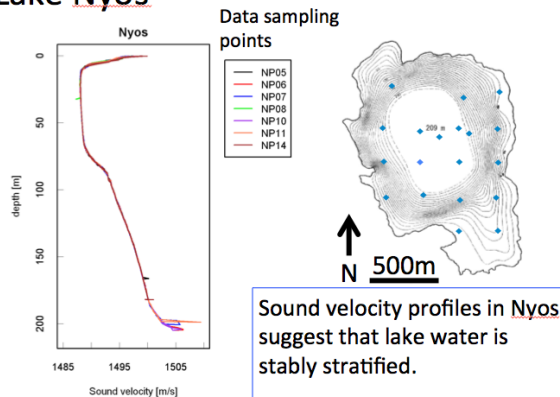 Lake Nyos
Nyos
0
50
100
150
200
depth [m]
1485
1495
1505
Sound velocity [m/s]
Data sampling
points
NP05
NP06
NP07
NP08
NP10
NP11
NP14
209 m
N
500m
Sound velocity profiles in Nyos
suggest that lake water is
stably stratified.